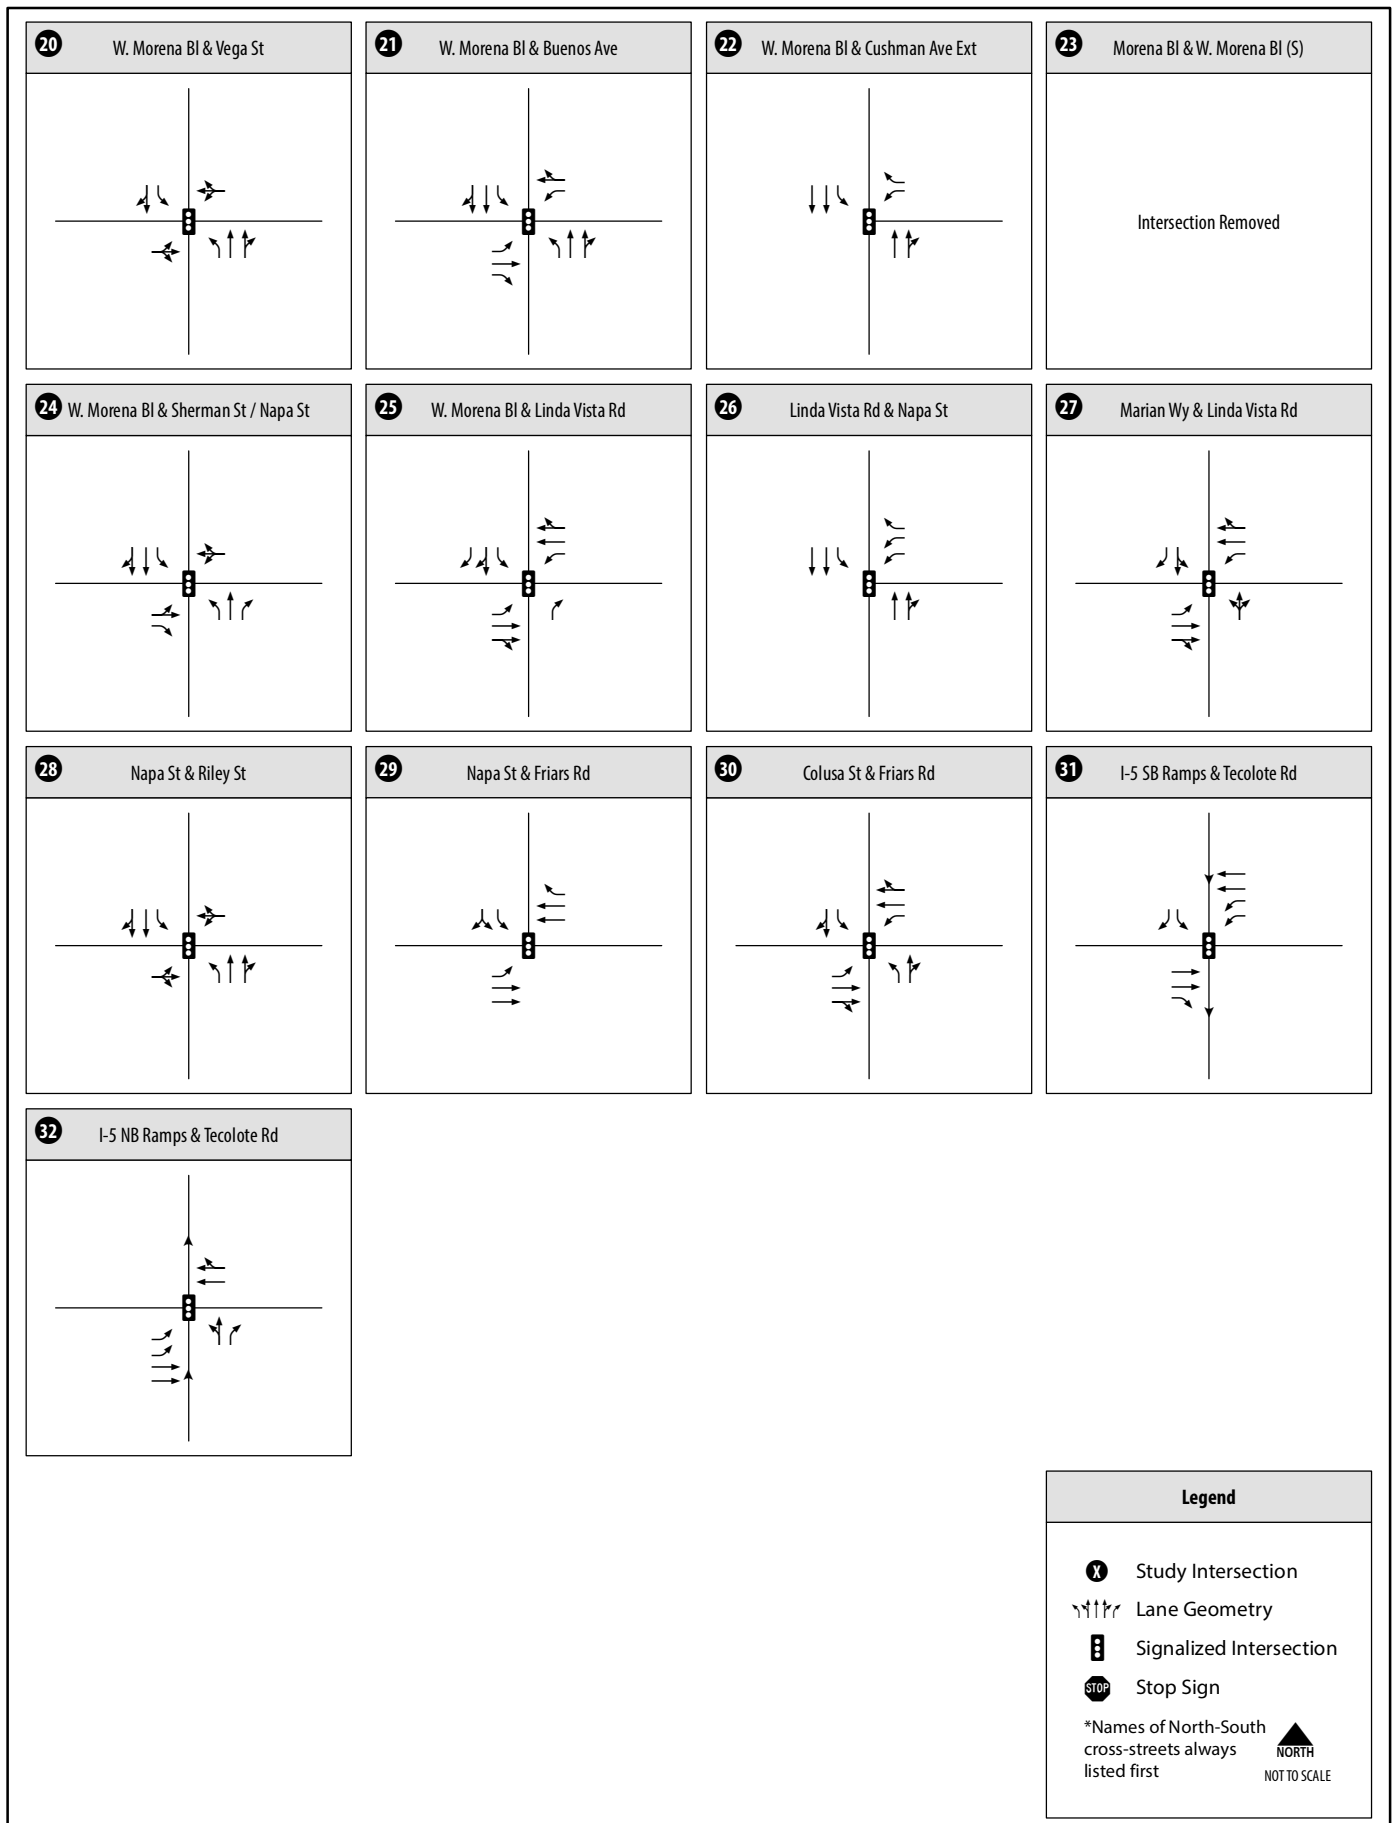 20 W. Morena Bl & Vega St
21 W. Morena Bl & Buenos Ave
22 W. Morena Bl & Cushman Ave Ext
23 Morena Bl & W. Morena Bl (S)
Intersection Removed
24 W. Morena Bl & Sherman St / Napa St
25 W. Morena Bl & Linda Vista Rd
26 Linda Vista Rd & Napa St
27 Marian Wy & Linda Vista Rd
28 Napa St & Riley St
29 Napa St & Friars Rd
30 Colusa St & Friars Rd
31 I-5 SB Ramps & Tecolote Rd
32 I-5 NB Ramps & Tecolote Rd
Legend
X Study Intersection
Lane Geometry
Signalized Intersection
STOP Stop Sign
*Names of North-South
cross-streets always
listed first
NORTH
NOT TO SCALE